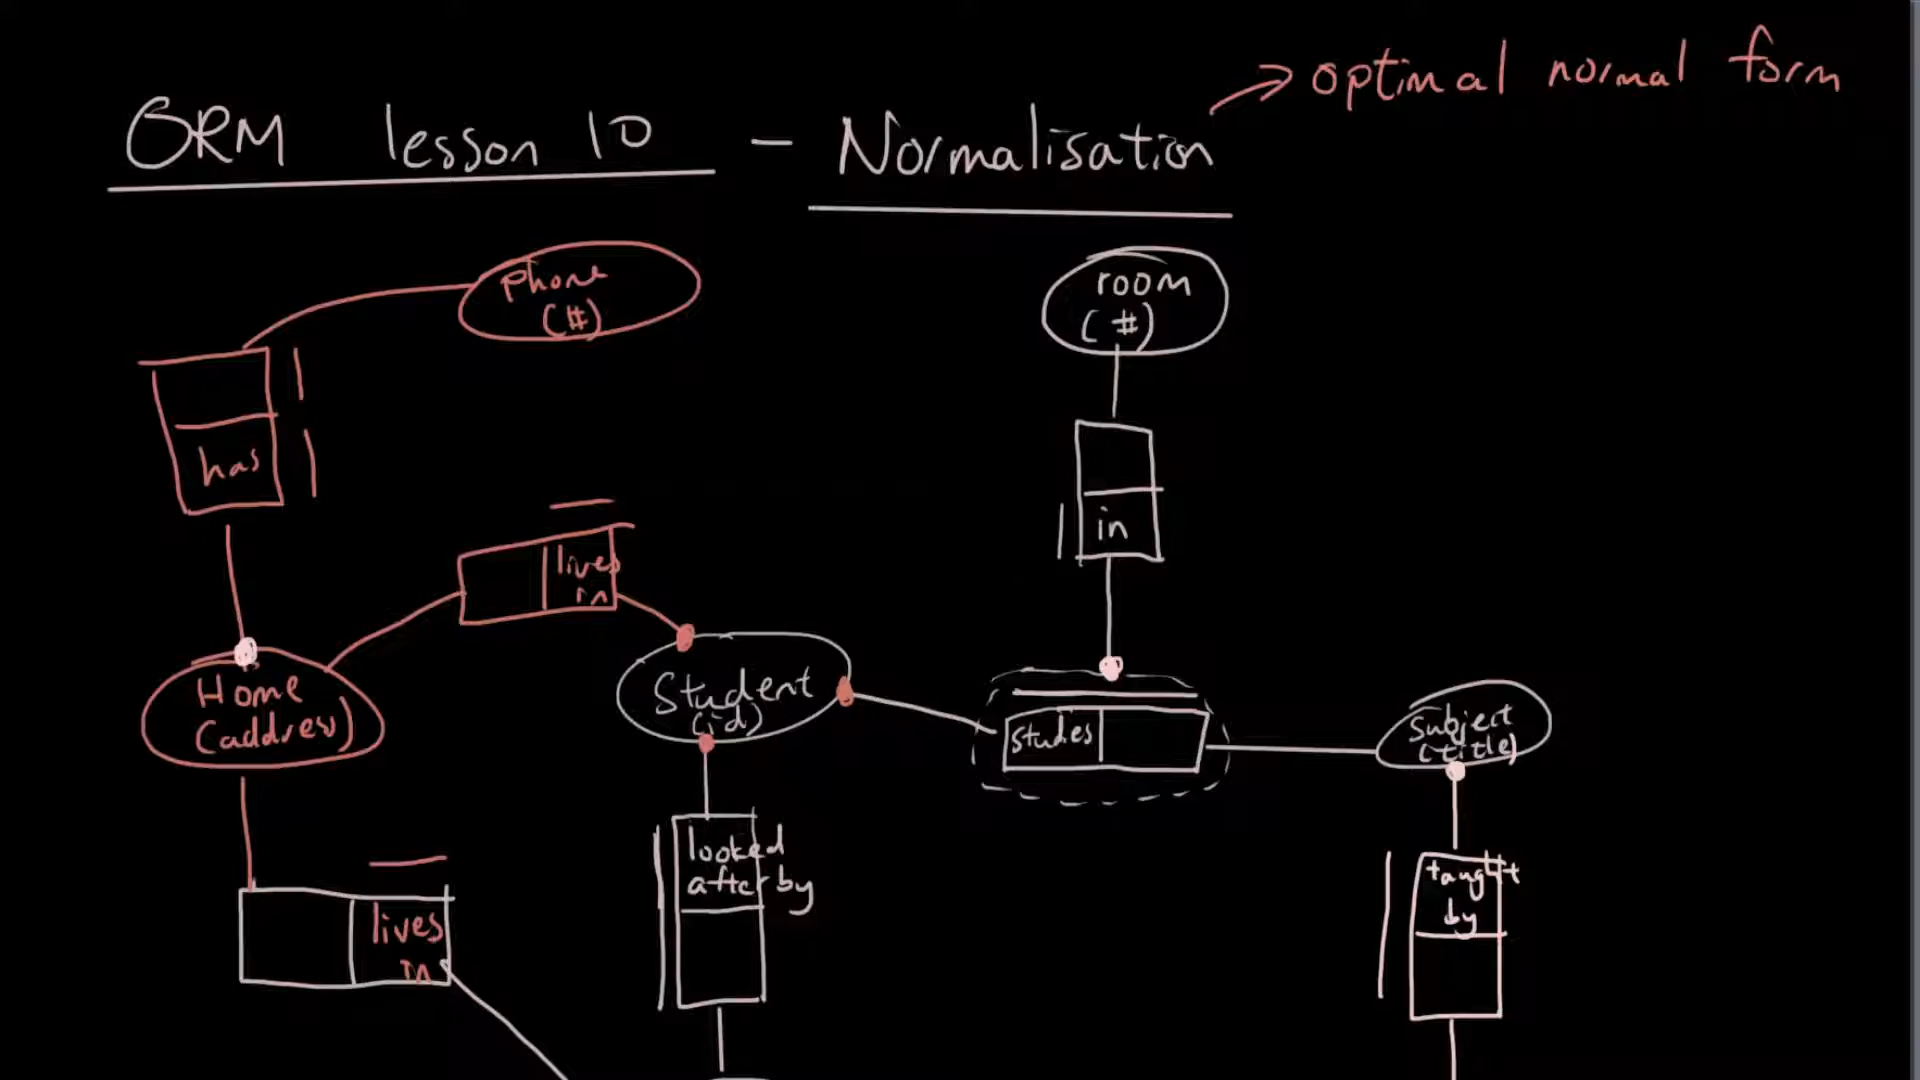 → optimal normal form
ORM lesson 10 - Normalisation
phone
(#)
room
(#)
has
in
lives
in
Home
(address)
Student
(id)
studies
subject
(title)
looked
after by
taught
by
lives
in